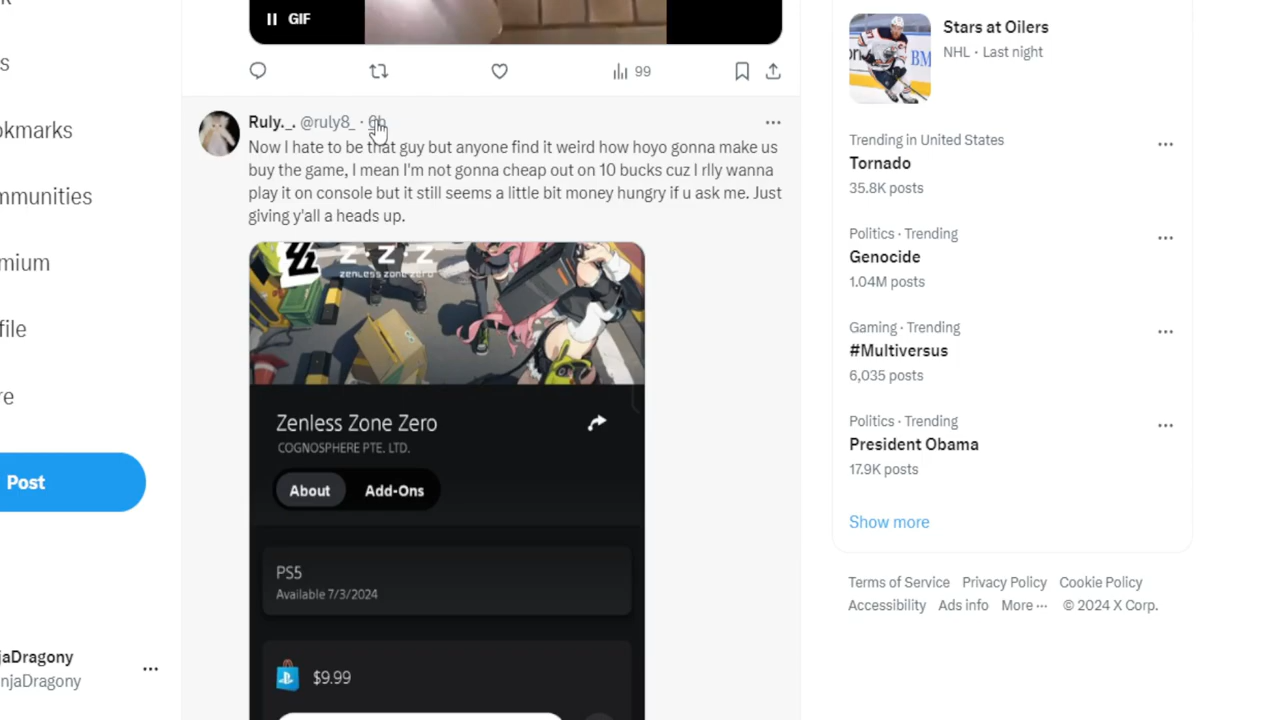 GIF
99
Ruly._. @ruly8_ ·
Now I hate to be that guy but anyone find it weird how hoyo gonna make us
buy the game, I mean I'm not gonna cheap out on 10 bucks cuz I rlly wanna
play it on console but it still seems a little bit money hungry if u ask me. Just
giving y'all a heads up.
Z·Z·Z
ZENLESS ZONE ZERO
Zenless Zone Zero
COGNOSPHERE PTE. LTD.
About
Add-Ons
PS5
Available 7/3/2024
$9.99
s
okmarks
mmunities
mium
file
re
Post
jaDragony
njaDragony
Stars at Oilers
NHL · Last night
Trending in United States
Tornado
35.8K posts
Politics · Trending
Genocide
1.04M posts
Gaming · Trending
#Multiversus
6,035 posts
Politics · Trending
President Obama
17.9K posts
Show more
Terms of Service Privacy Policy Cookie Policy
Accessibility Ads info More ··· © 2024 X Corp.